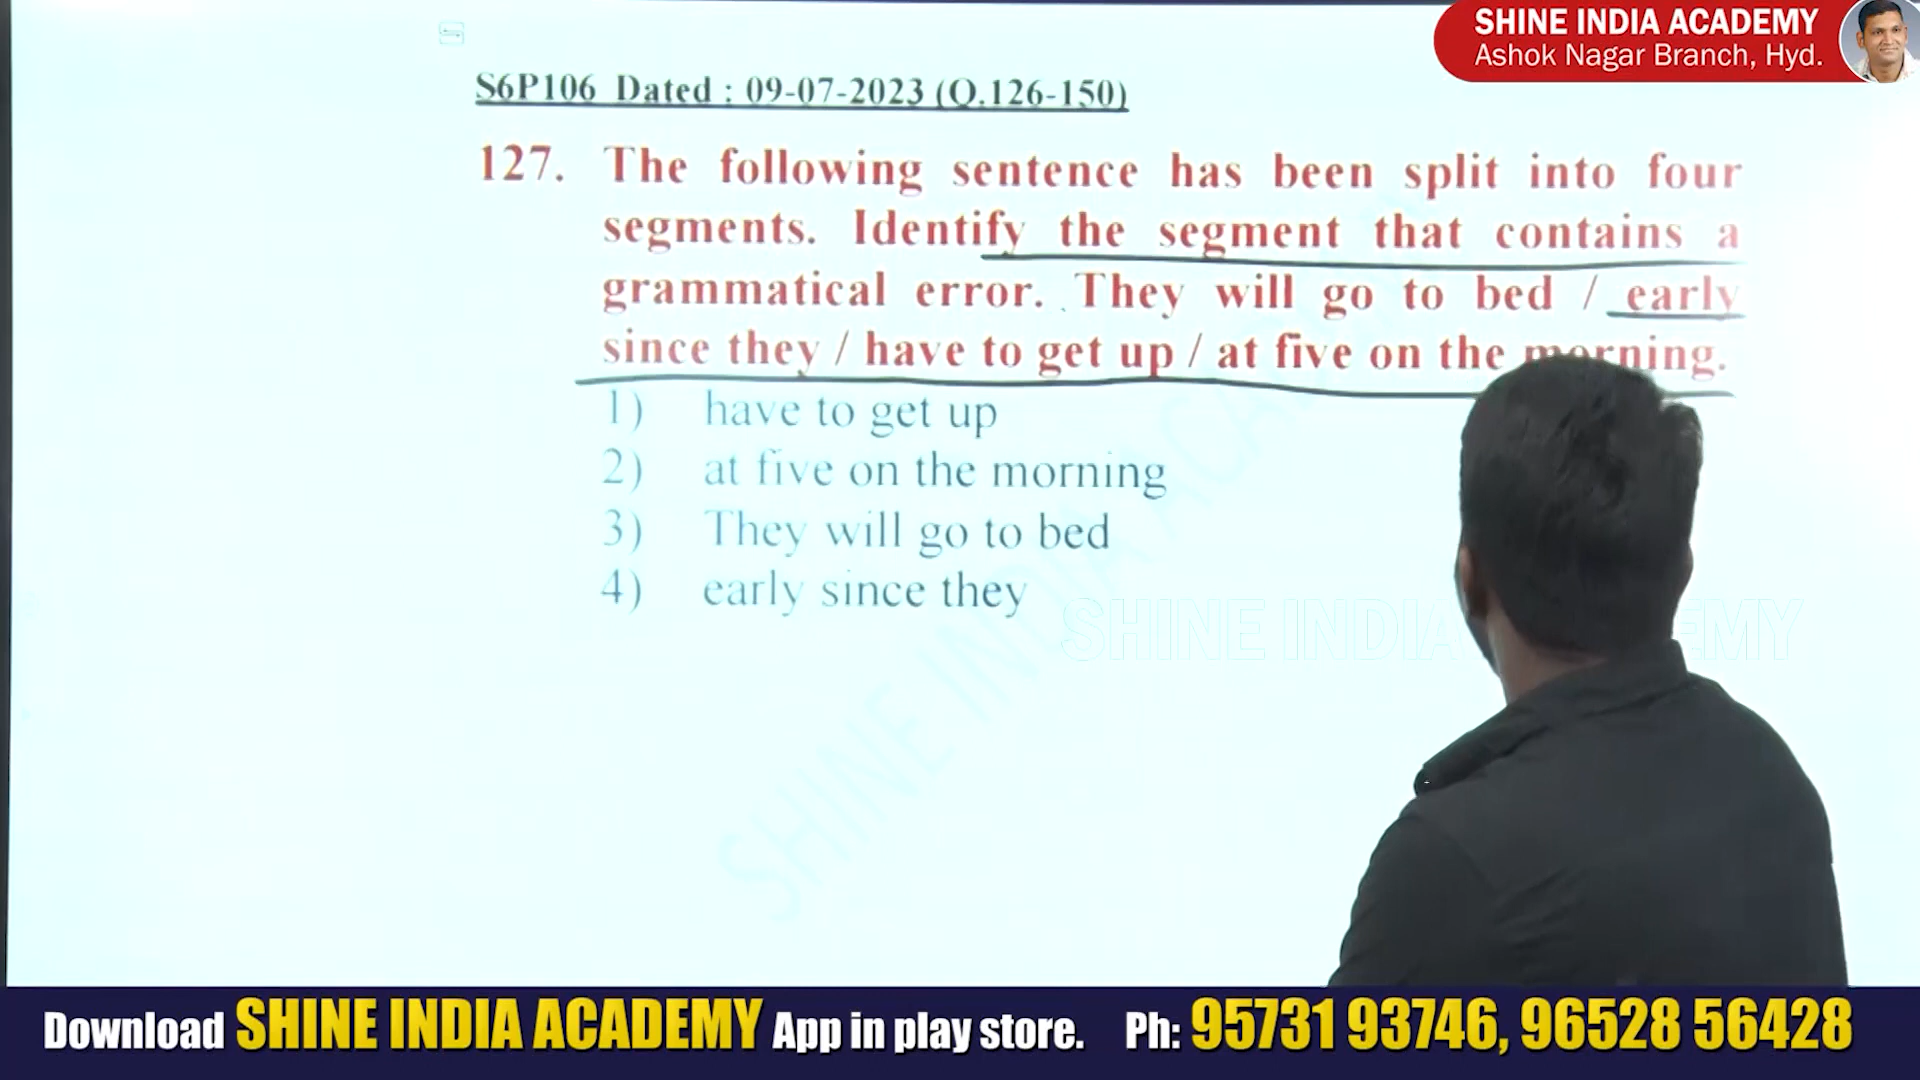 SHINE INDIA ACADEMY
Ashok Nagar Branch, Hyd.
S6P106 Dated : 09-07-2023 (Q.126-150)
127. The following sentence has been split into four
segments. Identify the segment that contains a
grammatical error. They will go to bed / early
since they / have to get up / at five on the morning.
1) have to get up
2) at five on the morning
3) They will go to bed
4) early since they
SHINE INDIA ACADEMY
SHINE INDIA ACADEMY
Download SHINE INDIA ACADEMY App in play store. Ph: 95731 93746, 96528 56428